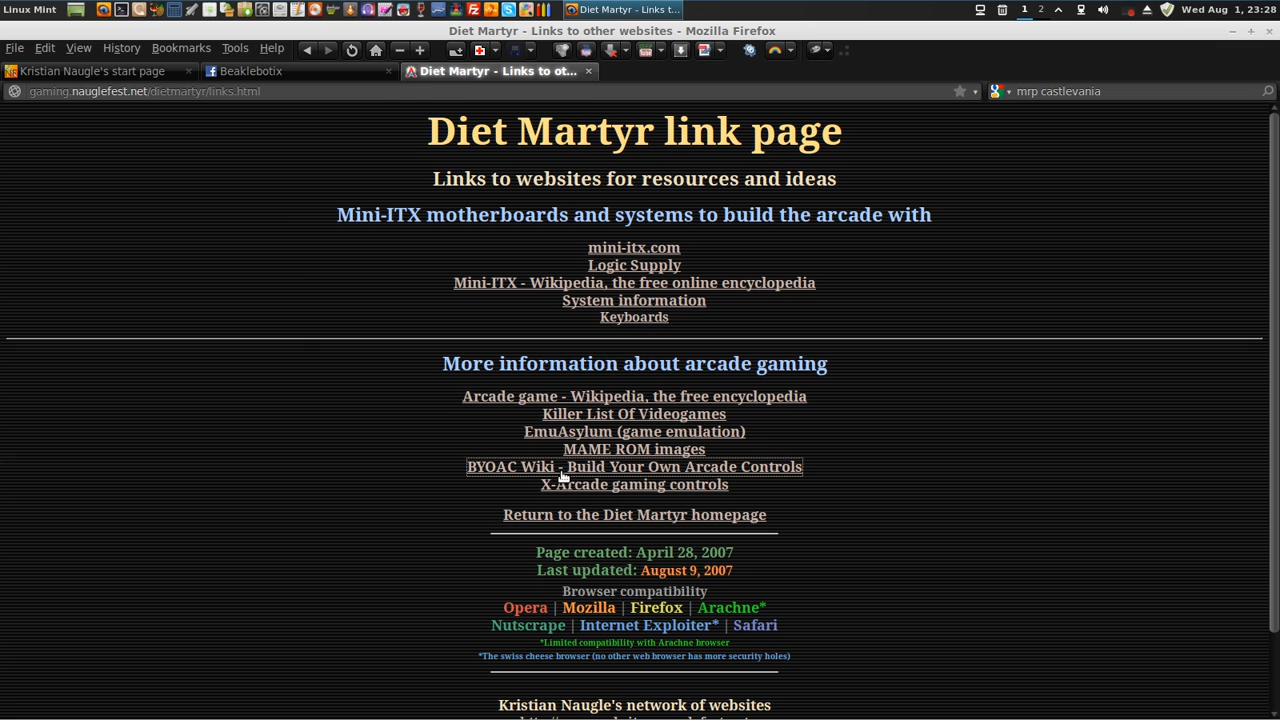 Linux Mint
Diet Martyr - Links t...
1 2
Wed Aug 1, 23:28
Diet Martyr - Links to other websites - Mozilla Firefox
File Edit View History Bookmarks Tools Help
Kristian Naugle's start page
Beaklebotix
Diet Martyr - Links to ot...
gaming.nauglefest.net/dietmartyr/links.html
mrp castlevania
Diet Martyr link page
Links to websites for resources and ideas
Mini-ITX motherboards and systems to build the arcade with
mini-itx.com
Logic Supply
Mini-ITX - Wikipedia, the free online encyclopedia
System information
Keyboards
More information about arcade gaming
Arcade game - Wikipedia, the free encyclopedia
Killer List Of Videogames
EmuAsylum (game emulation)
MAME ROM images
BYOAC Wiki - Build Your Own Arcade Controls
X-Arcade gaming controls
Return to the Diet Martyr homepage
Page created: April 28, 2007
Last updated: August 9, 2007
Browser compatibility
Opera | Mozilla | Firefox | Arachne*
Nutscrape | Internet Exploiter* | Safari
*Limited compatibility with Arachne browser
*The swiss cheese browser (no other web browser has more security holes)
Kristian Naugle's network of websites